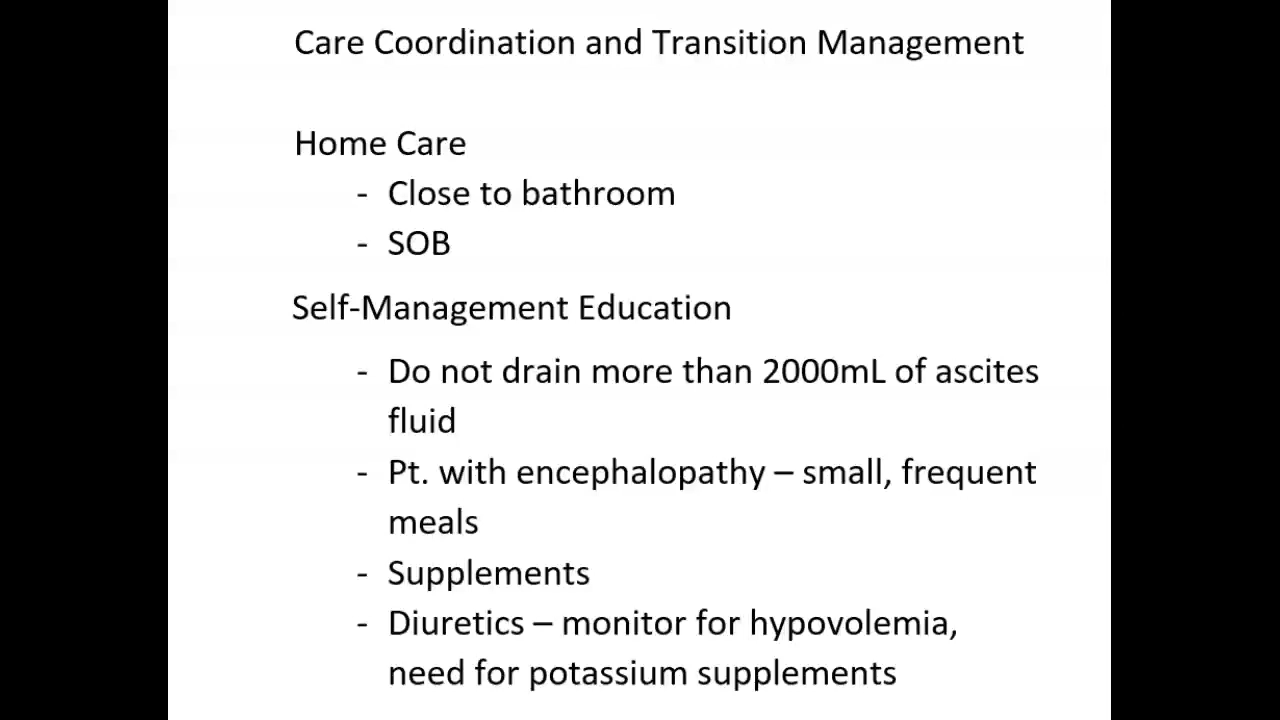 Care Coordination and Transition Management
Home Care
- Close to bathroom
- SOB
Self-Management Education
- Do not drain more than 2000mL of ascites
fluid
- Pt. with encephalopathy – small, frequent
meals
- Supplements
- Diuretics – monitor for hypovolemia,
need for potassium supplements